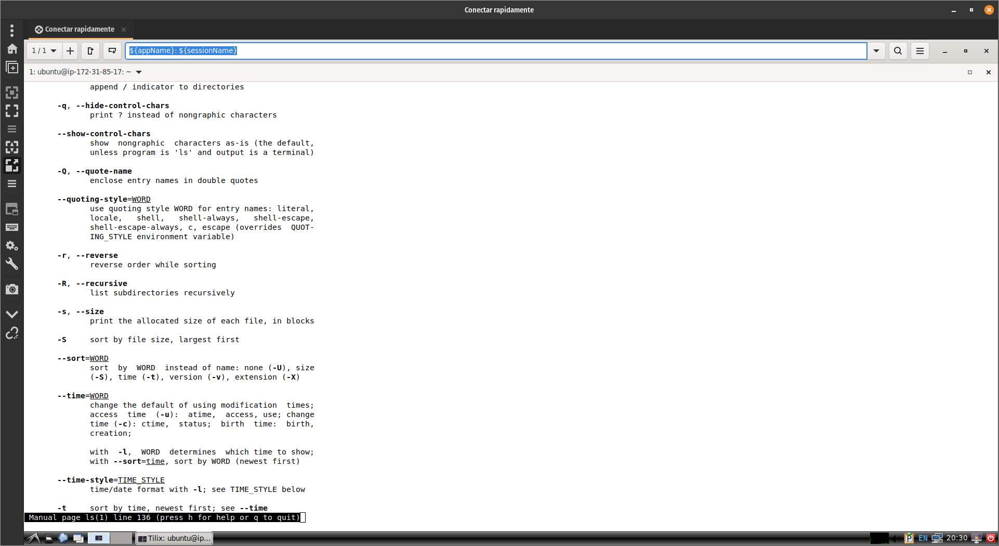 Conectar rapidamente
Conectar rapidamente
1 / 1
${appName}: ${sessionName}
1: ubuntu@ip-172-31-85-17: ~
append / indicator to directories
-q, --hide-control-chars
print ? instead of nongraphic characters
--show-control-chars
show  nongraphic  characters as-is (the default,
unless program is 'ls' and output is a terminal)
-Q, --quote-name
enclose entry names in double quotes
--quoting-style=WORD
use quoting style WORD for entry names: literal,
locale,   shell,   shell-always,   shell-escape,
shell-escape-always, c, escape (overrides  QUOT-
ING_STYLE environment variable)
-r, --reverse
reverse order while sorting
-R, --recursive
list subdirectories recursively
-s, --size
print the allocated size of each file, in blocks
-S     sort by file size, largest first
--sort=WORD
sort  by  WORD  instead of name: none (-U), size
(-S), time (-t), version (-v), extension (-X)
--time=WORD
change the default of using modification  times;
access  time  (-u):  atime,  access, use; change
time (-c): ctime,  status;  birth  time:  birth,
creation;
with  -l,  WORD  determines  which time to show;
with --sort=time, sort by WORD (newest first)
--time-style=TIME_STYLE
time/date format with -l; see TIME_STYLE below
-t     sort by time, newest first; see --time
Manual page ls(1) line 136 (press h for help or q to quit)
Tilix: ubuntu@ip...
EN
20:30